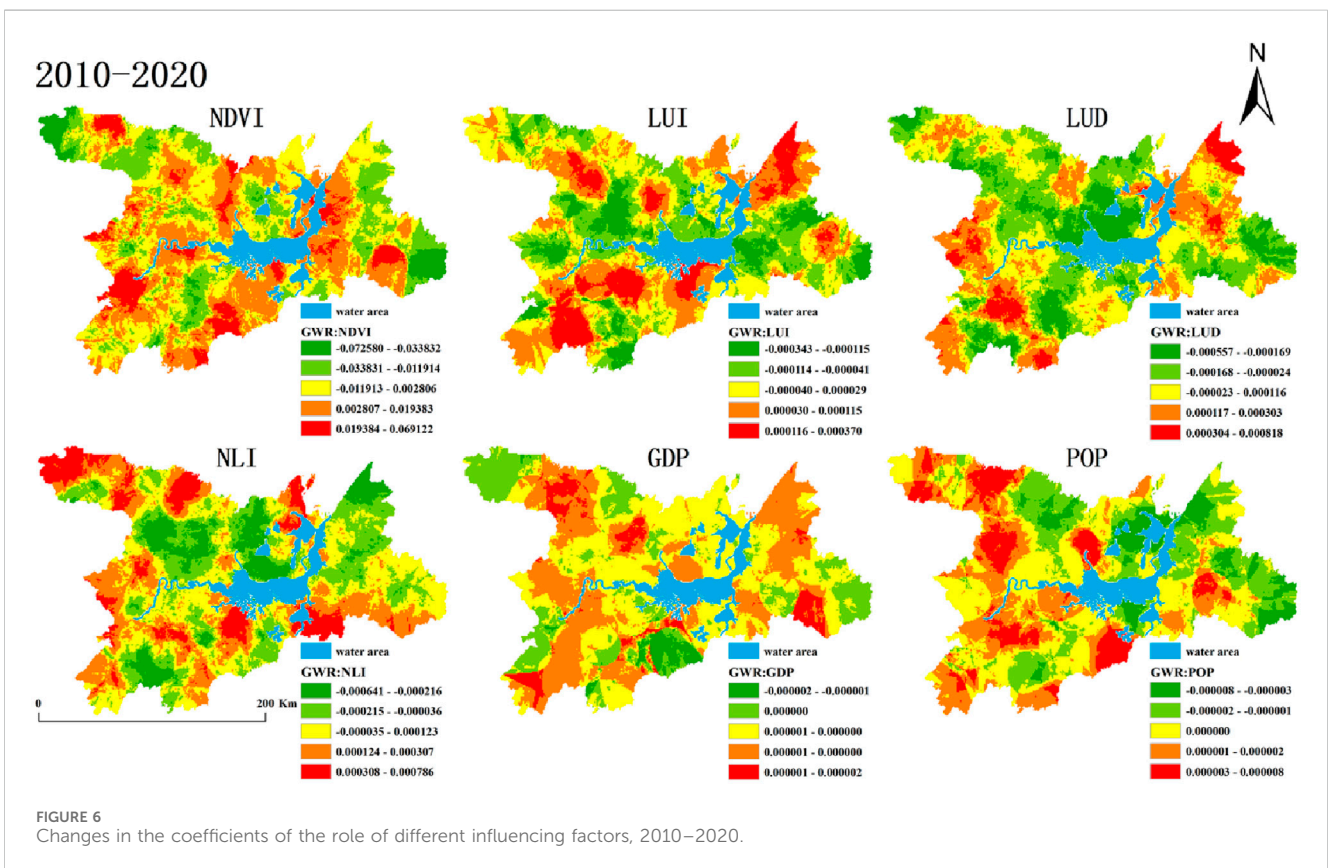 2010-2020
N
NDVI
LUI
LUD
water area
GWR:NDVI
-0.072580 - -0.033832
-0.033831 - -0.011914
-0.011913 - 0.002806
0.002807 - 0.019383
0.019384 - 0.069122
water area
GWR:LUI
-0.000343 - -0.000115
-0.000114 - -0.000041
-0.000040 - 0.000029
0.000030 - 0.000115
0.000116 - 0.000370
water area
GWR:LUD
-0.000557 - -0.000169
-0.000168 - -0.000024
-0.000023 - 0.000116
0.000117 - 0.000303
0.000304 - 0.000818
NLI
GDP
POP
water area
GWR:NLI
-0.000641 - -0.000216
-0.000215 - -0.000036
-0.000035 - 0.000123
0.000124 - 0.000307
0.000308 - 0.000786
0
200 Km
water area
GWR:GDP
-0.000002 - -0.000001
0.000000
0.000001 - 0.000000
0.000001 - 0.000000
0.000001 - 0.000002
water area
GWR:POP
-0.000008 - -0.000003
-0.000002 - -0.000001
0.000000
0.000001 - 0.000002
0.000003 - 0.000008
FIGURE 6
Changes in the coefficients of the role of different influencing factors, 2010–2020.